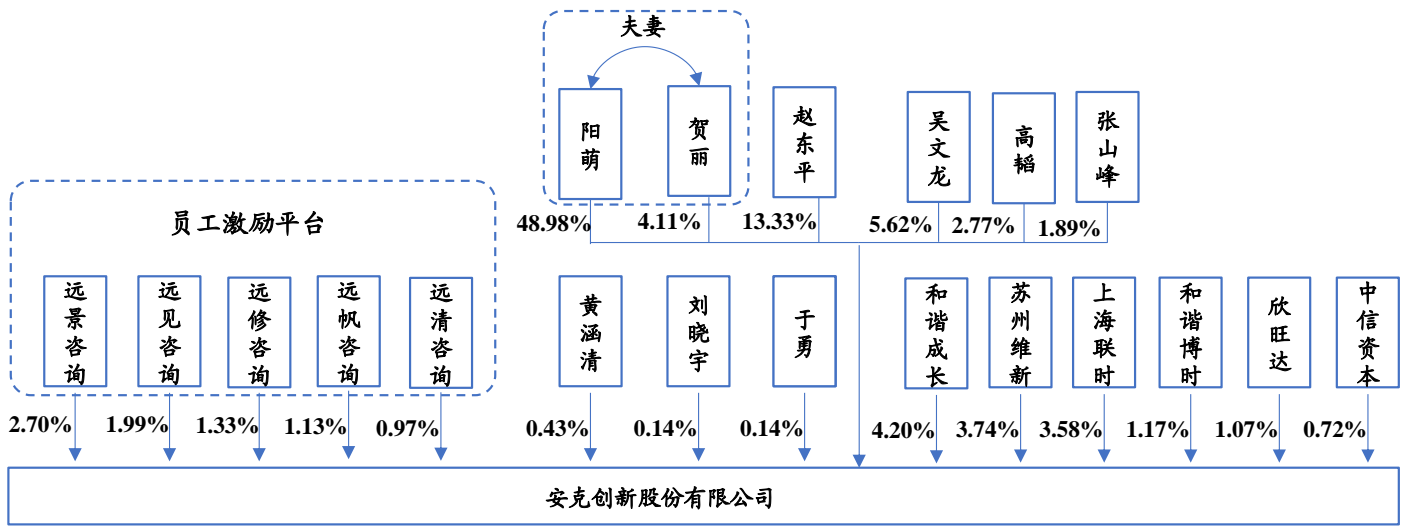 夫妻
阳萌
贺丽
赵东平
吴文龙
高韬
张山峰
48.98%
4.11%
13.33%
5.62%
2.77%
1.89%
员工激励平台
远景咨询
远见咨询
远修咨询
远帆咨询
远清咨询
黄涵清
刘晓宇
于勇
和谐成长
苏州维新
上海联时
和谐博时
欣旺达
中信资本
2.70%
1.99%
1.33%
1.13%
0.97%
0.43%
0.14%
0.14%
4.20%
3.74%
3.58%
1.17%
1.07%
0.72%
安克创新股份有限公司